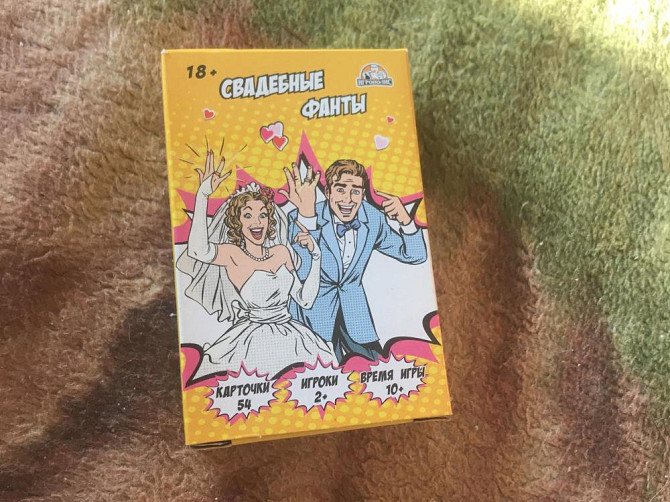 18+
СВАДЕБНЫЕ
ФАНТЫ
КАРТОЧКИ
54
ИГРОКИ
2+
ВРЕМЯ ИГРЫ
10+